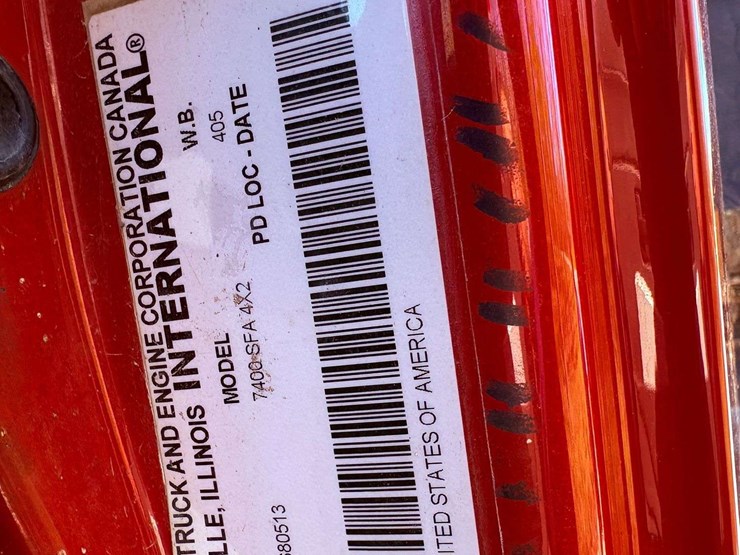 TRUCK AND ENGINE CORPORATION CANADA
LLE, ILLINOIS INTERNATIONAL®
MODEL W.B.
7400 SFA 4X2 405
PD LOC - DATE
680513
ITED STATES OF AMERICA